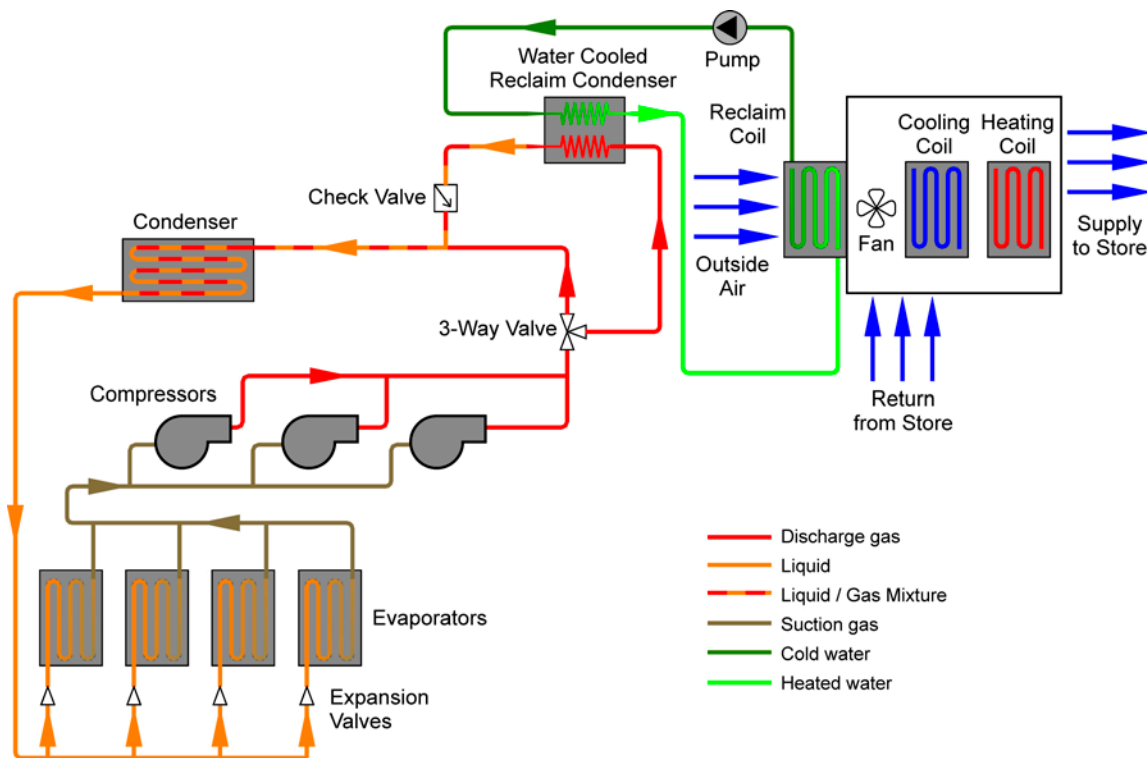 Water Cooled
Reclaim Condenser
Pump
Reclaim
Coil
Cooling
Coil
Heating
Coil
Check Valve
Condenser
Fan
Supply
to Store
Outside
Air
3-Way Valve
Compressors
Return
from Store
Evaporators
Expansion
Valves
Discharge gas
Liquid
Liquid / Gas Mixture
Suction gas
Cold water
Heated water